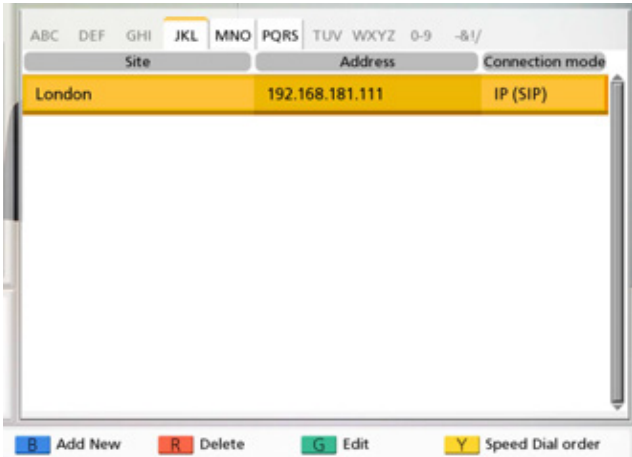 ABC DEF GHI JKL MNO PQRS TUV WXYZ 0-9 -&!/
Site Address Connection mode
London 192.168.181.111 IP (SIP)
B Add New R Delete G Edit Y Speed Dial order